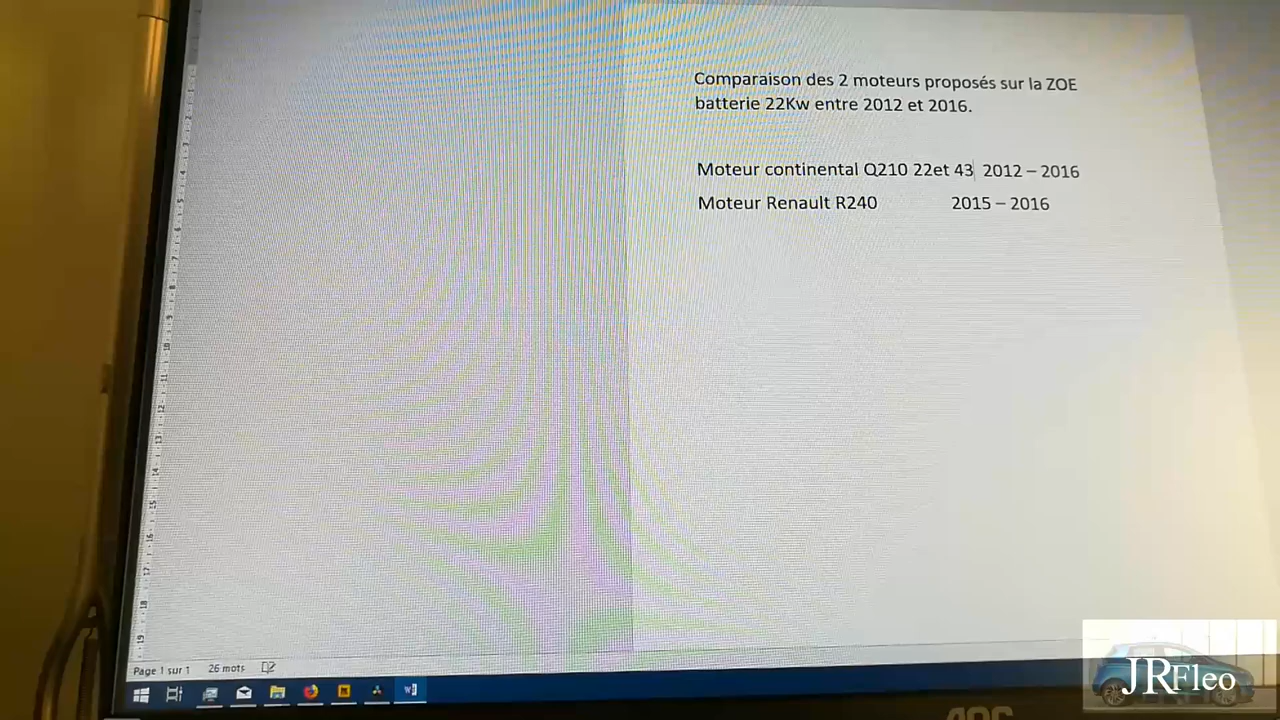 Comparaison des 2 moteurs proposés sur la ZOE
batterie 22Kw entre 2012 et 2016.
Moteur continental Q210 22et 43 2012 – 2016
Moteur Renault R240 2015 – 2016
Page 1 sur 1 26 mots
JRFleo
AOC